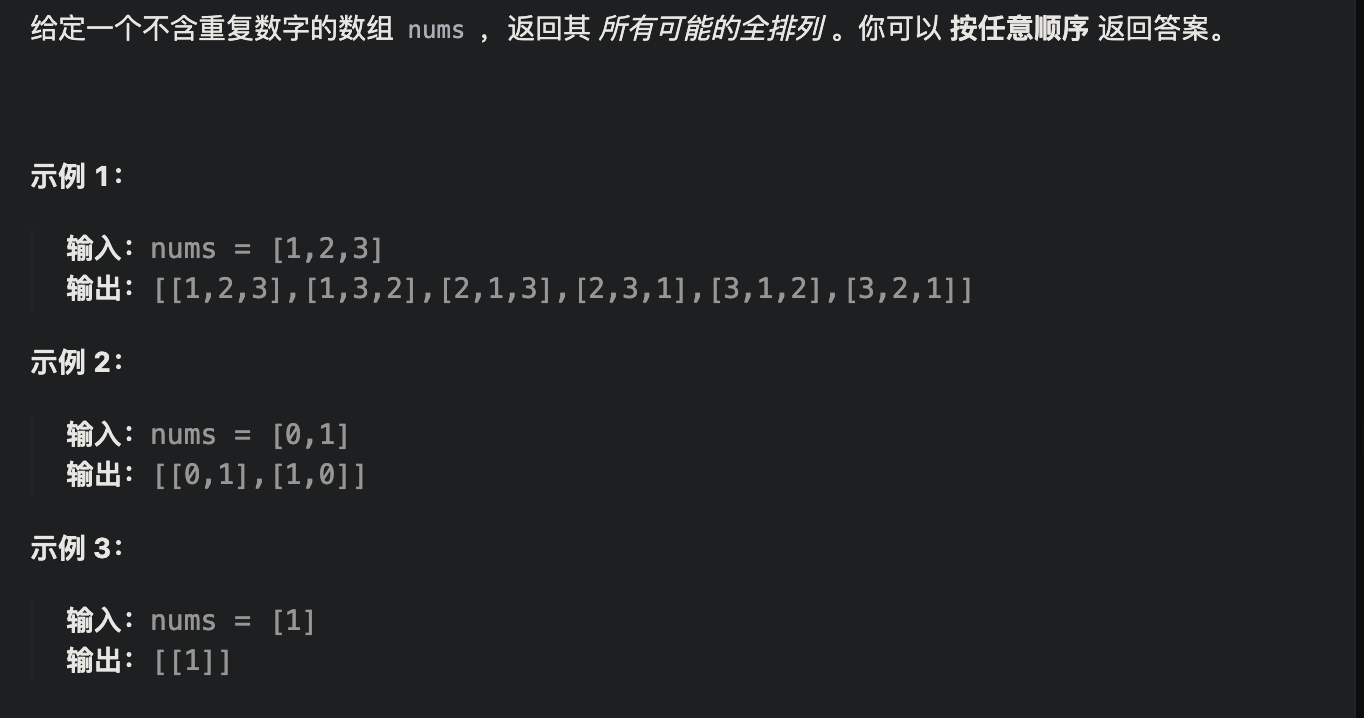 给定一个不含重复数字的数组 nums ，返回其 所有可能的全排列 。你可以 按任意顺序 返回答案。
示例 1：
输入：nums = [1,2,3]
输出：[[1,2,3],[1,3,2],[2,1,3],[2,3,1],[3,1,2],[3,2,1]]
示例 2：
输入：nums = [0,1]
输出：[[0,1],[1,0]]
示例 3：
输入：nums = [1]
输出：[[1]]